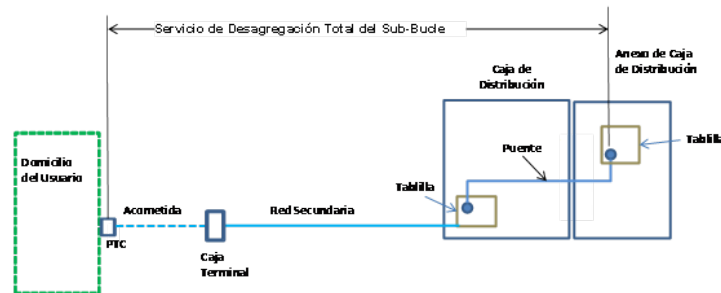 Servicio de Desagregación Total del Sub-Bucle
Anexo de Caja
de Distribución
Caja de
Distribución
Tablilla
Puente
Domicilio
del Usuario
Tablilla
Acometida
Red Secundaria
PTC
Caja
Terminal